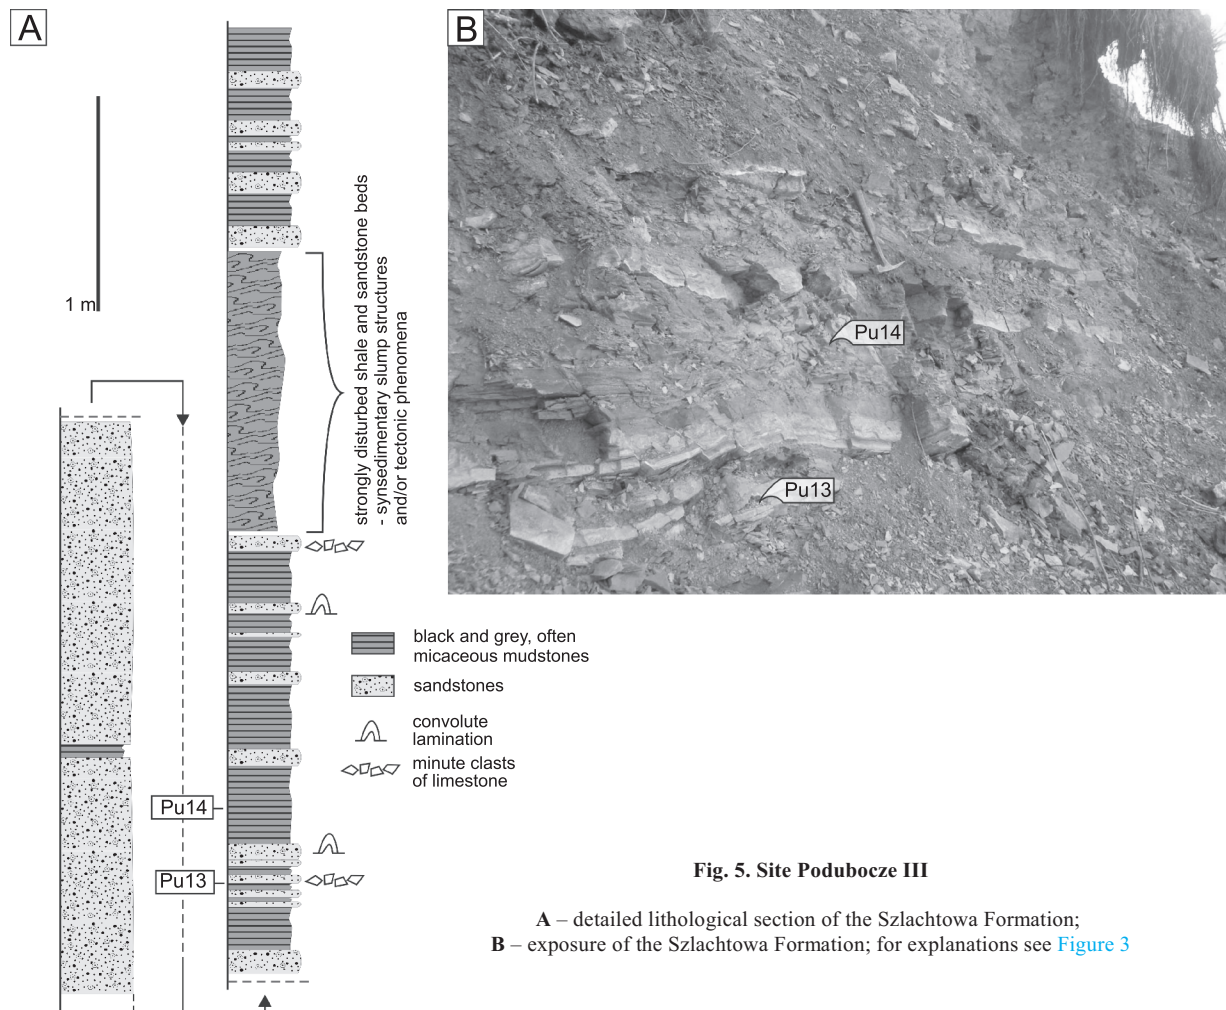 A
1 m
strongly disturbed shale and sandstone beds
- synsedimentary slump structures
and/or tectonic phenomena
black and grey, often
micaceous mudstones
sandstones
convolute
lamination
minute clasts
of limestone
Pu14
Pu13
B
Pu14
Pu13
Fig. 5. Site Podubocze III
A – detailed lithological section of the Szlachtowa Formation;
B – exposure of the Szlachtowa Formation; for explanations see Figure 3